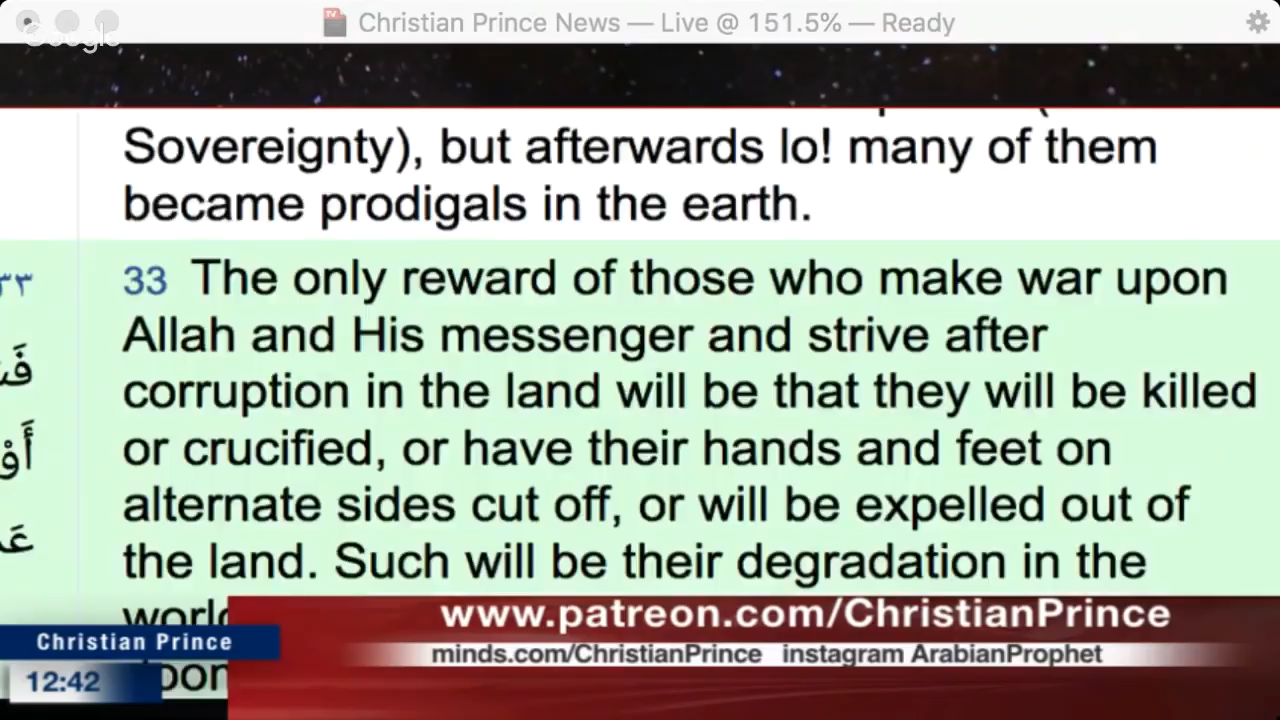 Christian Prince News — Live @ 151.5% — Ready
Google
Sovereignty), but afterwards lo! many of them
became prodigals in the earth.
٣٣
33 The only reward of those who make war upon
Allah and His messenger and strive after
corruption in the land will be that they will be killed
أَوْ
or crucified, or have their hands and feet on
alternate sides cut off, or will be expelled out of
the land. Such will be their degradation in the
www.patreon.com/ChristianPrince
Christian Prince
minds.com/ChristianPrince instagram ArabianProphet
12:42